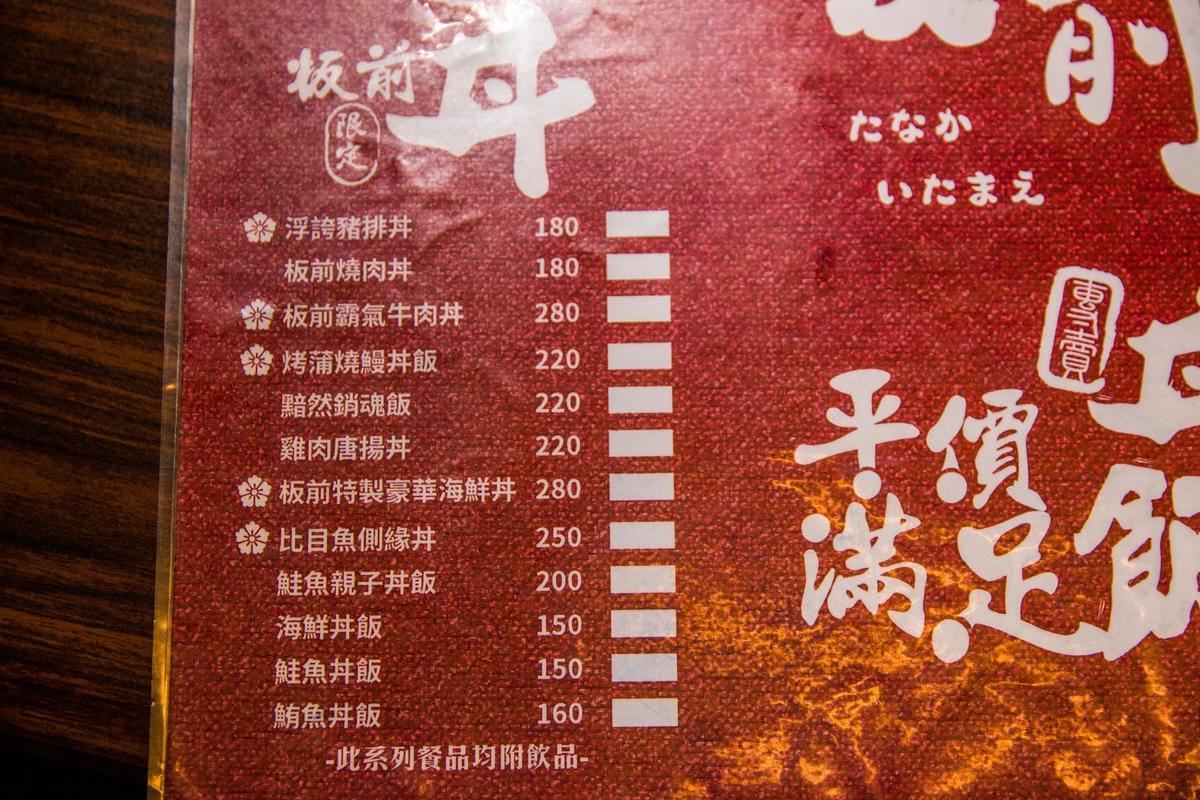 板前
限定
丼
浮誇豬排丼 180
板前燒肉丼 180
板前霸氣牛肉丼 280
烤蒲燒鰻丼飯 220
黯然銷魂飯 220
雞肉唐揚丼 220
板前特製豪華海鮮丼 280
比目魚側緣丼 250
鮭魚親子丼飯 200
海鮮丼飯 150
鮭魚丼飯 150
鮪魚丼飯 160
-此系列餐品均附飲品-
前
たなか
いたまえ
專賣
丼飯
平價
滿足